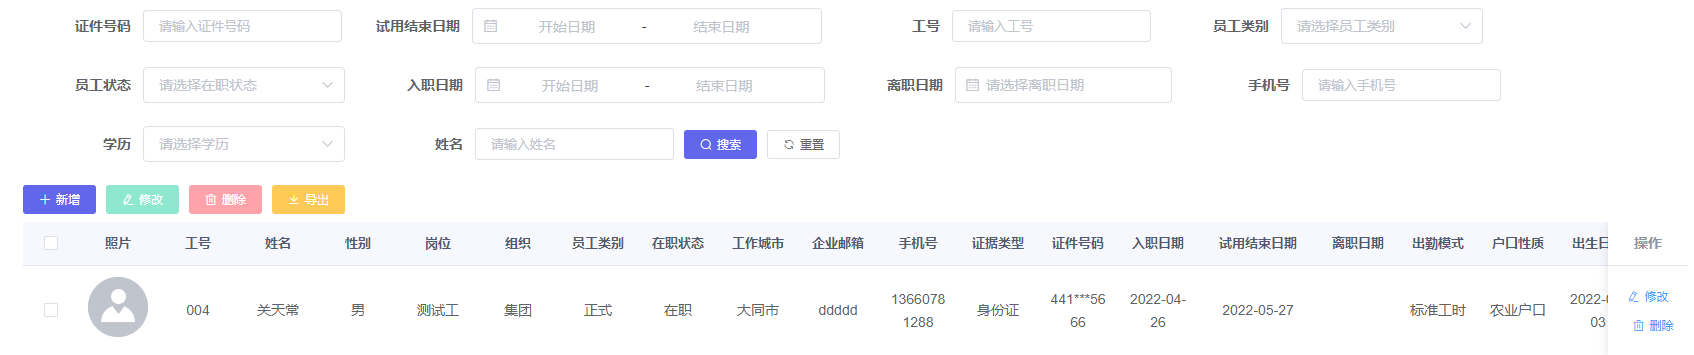 证件号码 请输入证件号码 试用结束日期 开始日期 - 结束日期 工号 请输入工号 员工类别 请选择员工类别
员工状态 请选择在职状态 入职日期 开始日期 - 结束日期 离职日期 请选择离职日期 手机号 请输入手机号
学历 请选择学历 姓名 请输入姓名 搜索 重置
新增 修改 删除 导出
照片 工号 姓名 性别 岗位 组织 员工类别 在职状态 工作城市 企业邮箱 手机号 证据类型 证件号码 入职日期 试用结束日期 离职日期 出勤模式 户口性质 出生日 操作
004 关天常 男 测试工 集团 正式 在职 大同市 ddddd 1366078 1288 身份证 441***56 66 2022-04- 26 2022-05-27 标准工时 农业户口 2022-0 03 修改
删除